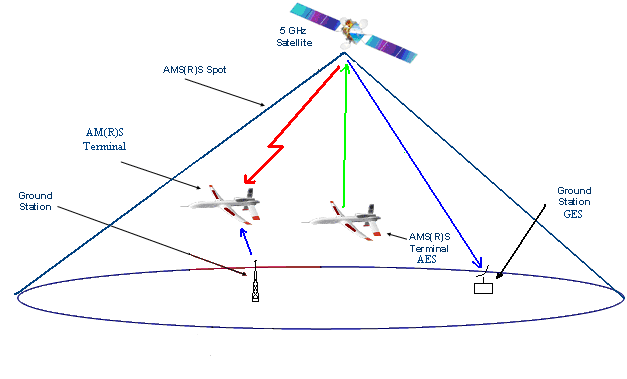 5 GHz
Satellite
AMS(R)S Spot
AM(R)S
Terminal
Ground
Station
Ground
Station
GES
AMS(R)S
Terminal
AES